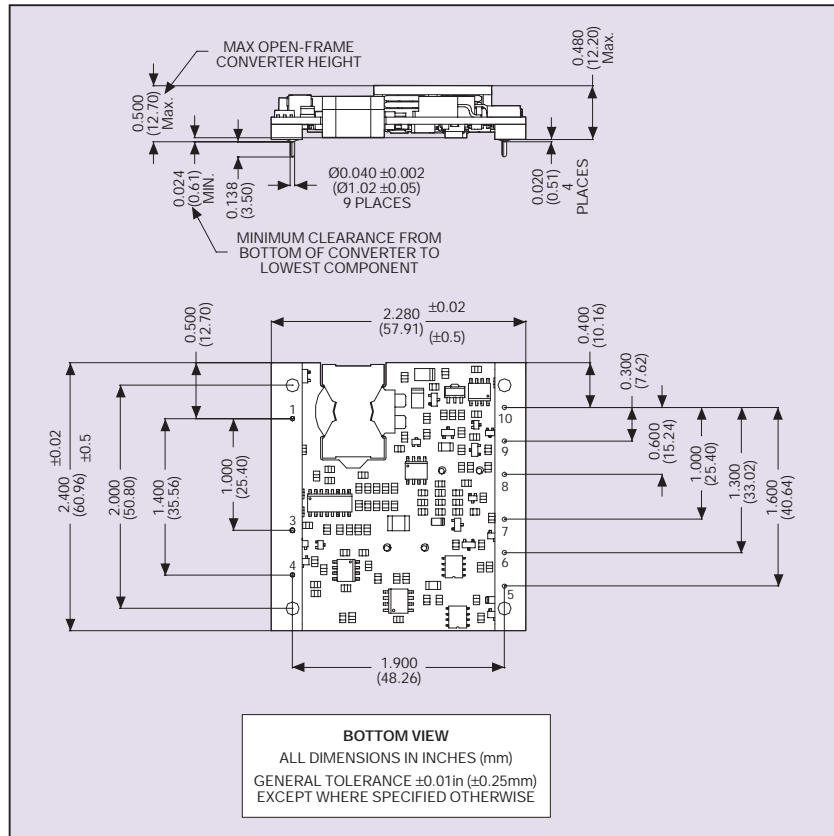 MAX OPEN-FRAME
CONVERTER HEIGHT
0.500
(12.70)
Max.
0.480
(12.20)
Max.
0.024
(0.61)
MIN.
0.138
(3.50)
Ø0.040 ±0.002
(Ø1.02 ±0.05)
9 PLACES
0.020
(0.51)
4
PLACES
MINIMUM CLEARANCE FROM
BOTTOM OF CONVERTER TO
LOWEST COMPONENT
0.500
(12.70)
2.280 ±0.02
(57.91) (±0.5)
0.400
(10.16)
0.300
(7.62)
2.400 ±0.02
(60.96) ±0.5
2.000
(50.80)
1.400
(35.56)
1.000
(25.40)
1
3
4
10
9
8
7
6
5
0.600
(15.24)
1.000
(25.40)
1.300
(33.02)
1.600
(40.64)
1.900
(48.26)
BOTTOM VIEW
ALL DIMENSIONS IN INCHES (mm)
GENERAL TOLERANCE ±0.01in (±0.25mm)
EXCEPT WHERE SPECIFIED OTHERWISE